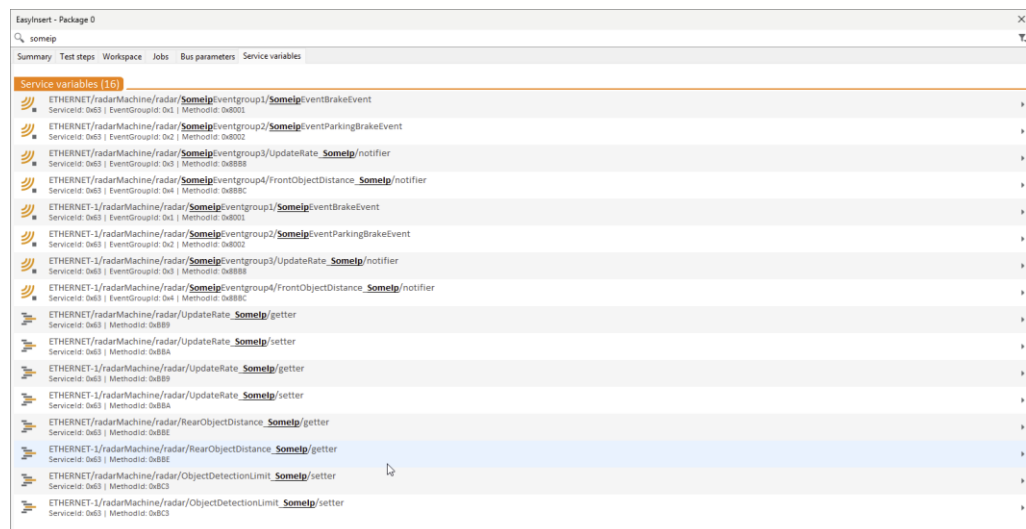 EasyInsert - Package 0
someip
Summary Test steps Workspace Jobs Bus parameters Service variables
Service variables (16)
ETHERNET/radarMachine/radar/SomeipEventgroup1/SomeipEventBrakeEvent
ServiceId: 0x63 | EventGroupId: 0x1 | MethodId: 0x8001
ETHERNET/radarMachine/radar/SomeipEventgroup2/SomeipEventParkingBrakeEvent
ServiceId: 0x63 | EventGroupId: 0x2 | MethodId: 0x8002
ETHERNET/radarMachine/radar/SomeipEventgroup3/UpdateRate_SomeIp/notifier
ServiceId: 0x63 | EventGroupId: 0x3 | MethodId: 0x8BB8
ETHERNET/radarMachine/radar/SomeipEventgroup4/FrontObjectDistance_SomeIp/notifier
ServiceId: 0x63 | EventGroupId: 0x4 | MethodId: 0x8BBC
ETHERNET-1/radarMachine/radar/SomeipEventgroup1/SomeipEventBrakeEvent
ServiceId: 0x63 | EventGroupId: 0x1 | MethodId: 0x8001
ETHERNET-1/radarMachine/radar/SomeipEventgroup2/SomeipEventParkingBrakeEvent
ServiceId: 0x63 | EventGroupId: 0x2 | MethodId: 0x8002
ETHERNET-1/radarMachine/radar/SomeipEventgroup3/UpdateRate_SomeIp/notifier
ServiceId: 0x63 | EventGroupId: 0x3 | MethodId: 0x8BB8
ETHERNET-1/radarMachine/radar/SomeipEventgroup4/FrontObjectDistance_SomeIp/notifier
ServiceId: 0x63 | EventGroupId: 0x4 | MethodId: 0x8BBC
ETHERNET/radarMachine/radar/UpdateRate_SomeIp/getter
ServiceId: 0x63 | MethodId: 0xBB9
ETHERNET/radarMachine/radar/UpdateRate_SomeIp/setter
ServiceId: 0x63 | MethodId: 0xBBA
ETHERNET-1/radarMachine/radar/UpdateRate_SomeIp/getter
ServiceId: 0x63 | MethodId: 0xBB9
ETHERNET-1/radarMachine/radar/UpdateRate_SomeIp/setter
ServiceId: 0x63 | MethodId: 0xBBA
ETHERNET/radarMachine/radar/RearObjectDistance_SomeIp/getter
ServiceId: 0x63 | MethodId: 0xBBE
ETHERNET-1/radarMachine/radar/RearObjectDistance_SomeIp/getter
ServiceId: 0x63 | MethodId: 0xBBE
ETHERNET/radarMachine/radar/ObjectDetectionLimit_SomeIp/setter
ServiceId: 0x63 | MethodId: 0xBC3
ETHERNET-1/radarMachine/radar/ObjectDetectionLimit_SomeIp/setter
ServiceId: 0x63 | MethodId: 0xBC3